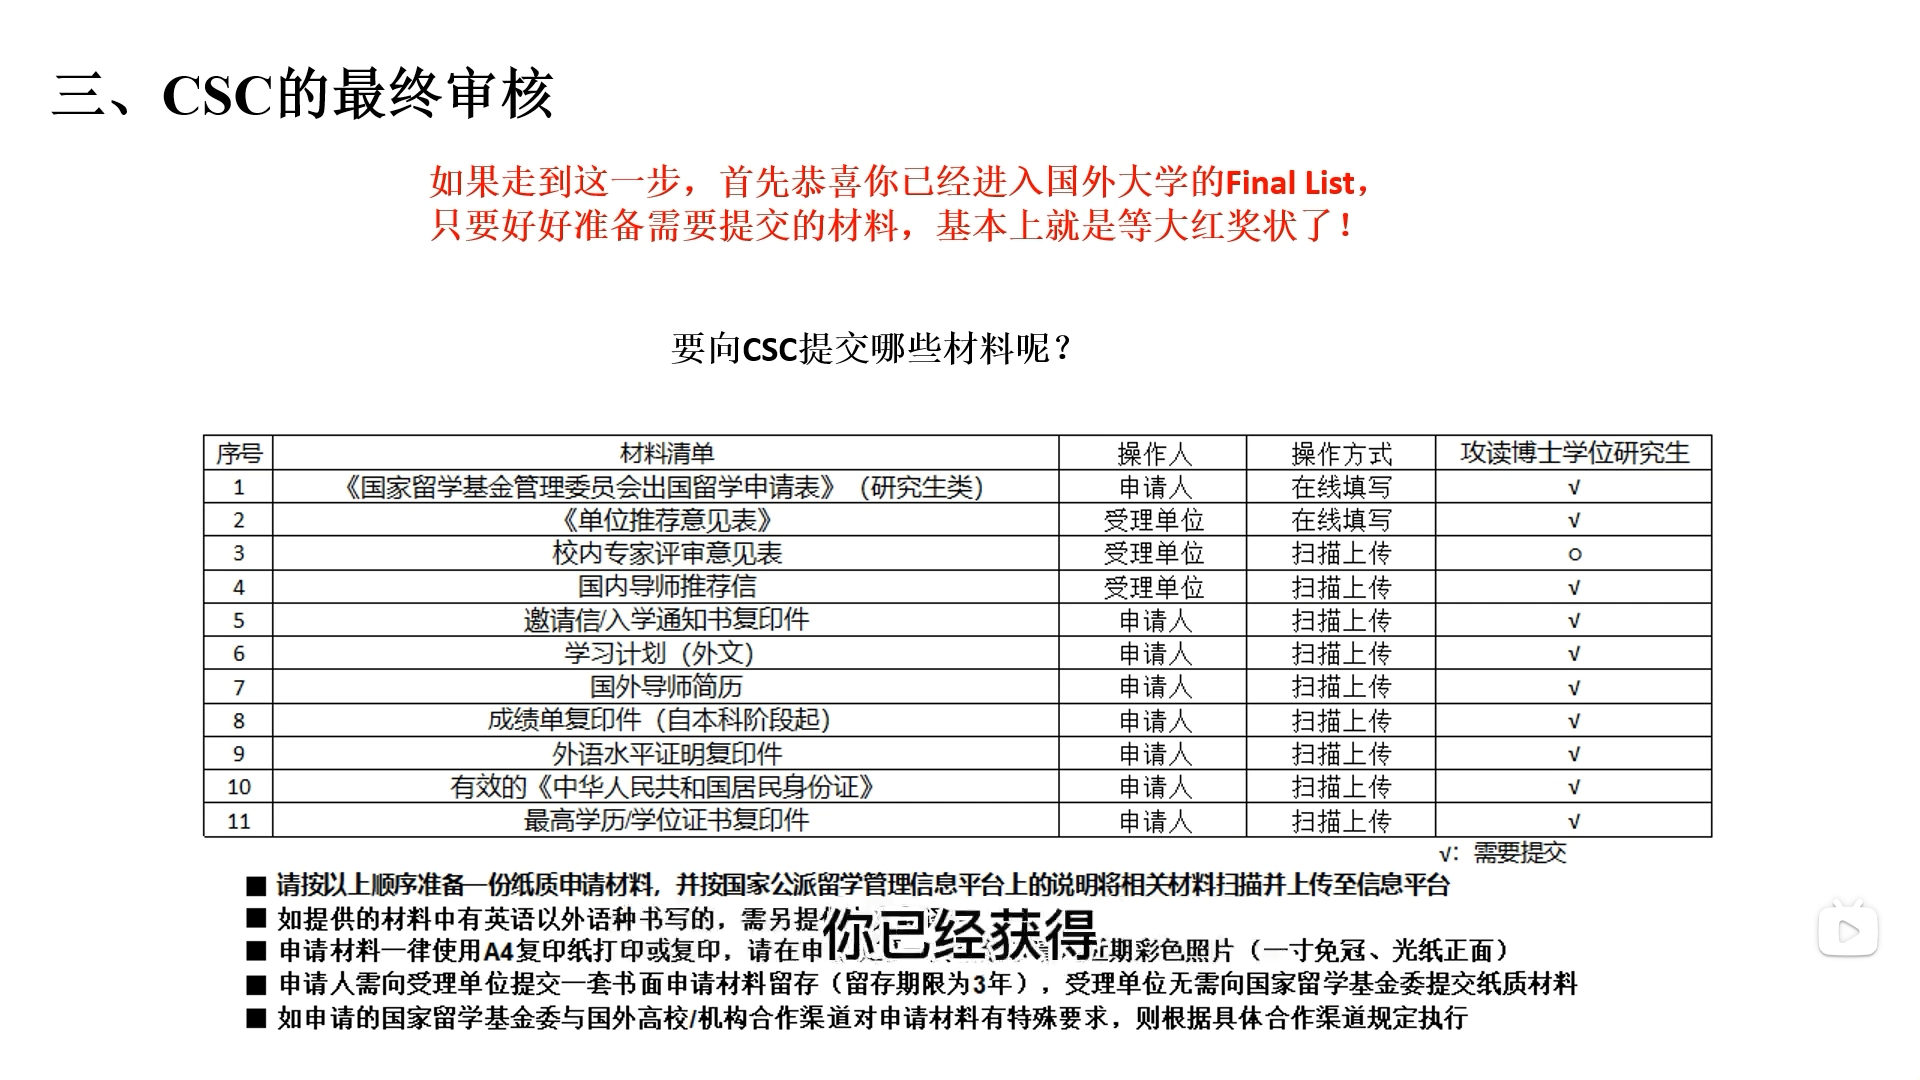 三、CSC的最终审核
如果走到这一步，首先恭喜你已经进入国外大学的Final List，
只要好好准备需要提交的材料，基本上就是等大红奖状了！
要向CSC提交哪些材料呢？
序号 材料清单 操作人 操作方式 攻读博士学位研究生
1 《国家留学基金管理委员会出国留学申请表》（研究生类） 申请人 在线填写 √
2 《单位推荐意见表》 受理单位 在线填写 √
3 校内专家评审意见表 受理单位 扫描上传 ○
4 国内导师推荐信 受理单位 扫描上传 √
5 邀请信/入学通知书复印件 申请人 扫描上传 √
6 学习计划（外文） 申请人 扫描上传 √
7 国外导师简历 申请人 扫描上传 √
8 成绩单复印件（自本科阶段起） 申请人 扫描上传 √
9 外语水平证明复印件 申请人 扫描上传 √
10 有效的《中华人民共和国居民身份证》 申请人 扫描上传 √
11 最高学历/学位证书复印件 申请人 扫描上传 √
√：需要提交
■ 请按以上顺序准备一份纸质申请材料，并按国家公派留学管理信息平台上的说明将相关材料扫描并上传至信息平台
■ 如提供的材料中有英语以外语种书写的，需另提
你已经获得
■ 申请材料一律使用A4复印纸打印或复印，请在申 近期彩色照片（一寸免冠、光纸正面）
■ 申请人需向受理单位提交一套书面申请材料留存（留存期限为3年），受理单位无需向国家留学基金委提交纸质材料
■ 如申请的国家留学基金委与国外高校/机构合作渠道对申请材料有特殊要求，则根据具体合作渠道规定执行